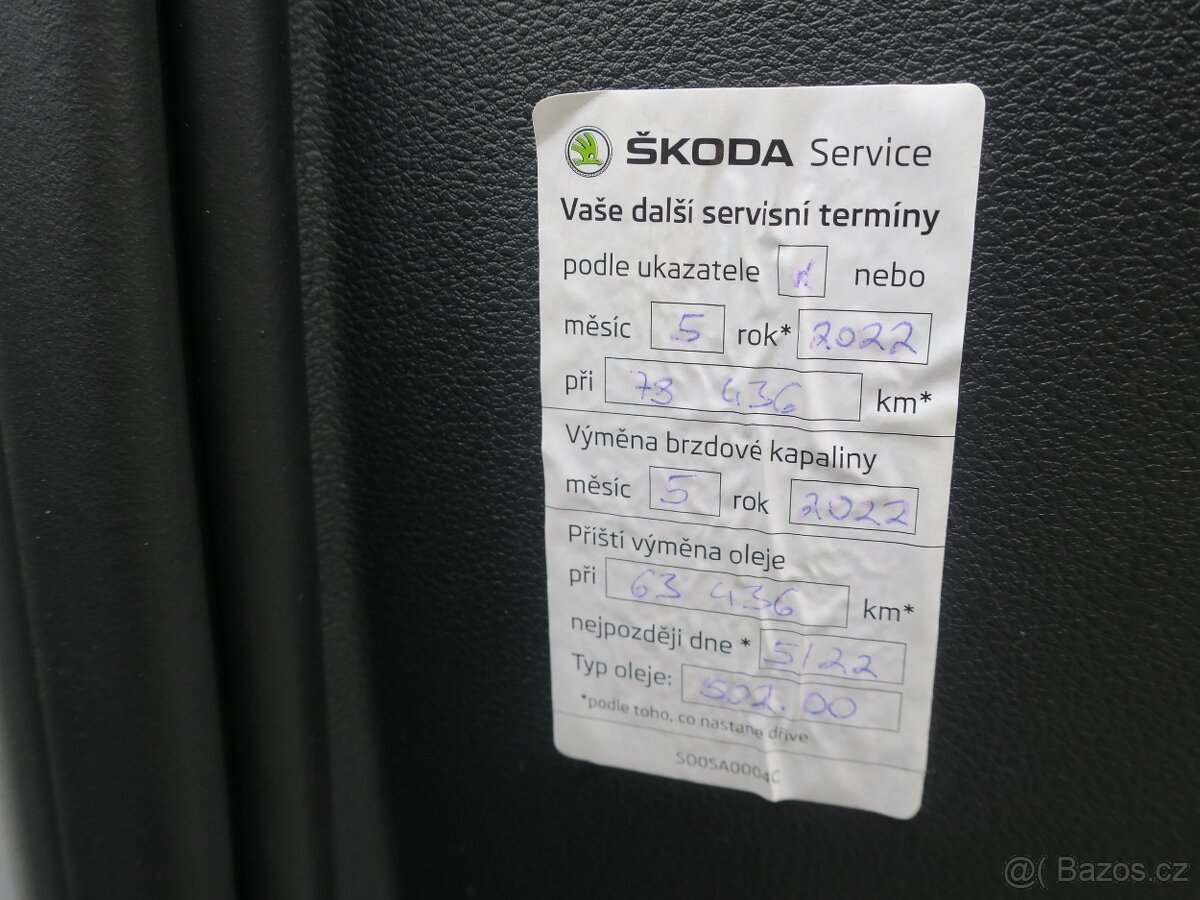 ŠKODA Service
Vaše další servisní termíny
podle ukazatele nebo
měsíc 5 rok* 2022
při 78 436 km*
Výměna brzdové kapaliny
měsíc 5 rok 2022
Příští výměna oleje
při 63 436 km*
nejpozději dne * 5/22
Typ oleje: 502.00
*podle toho, co nastane dříve
S00SA0004C
@( Bazos.cz